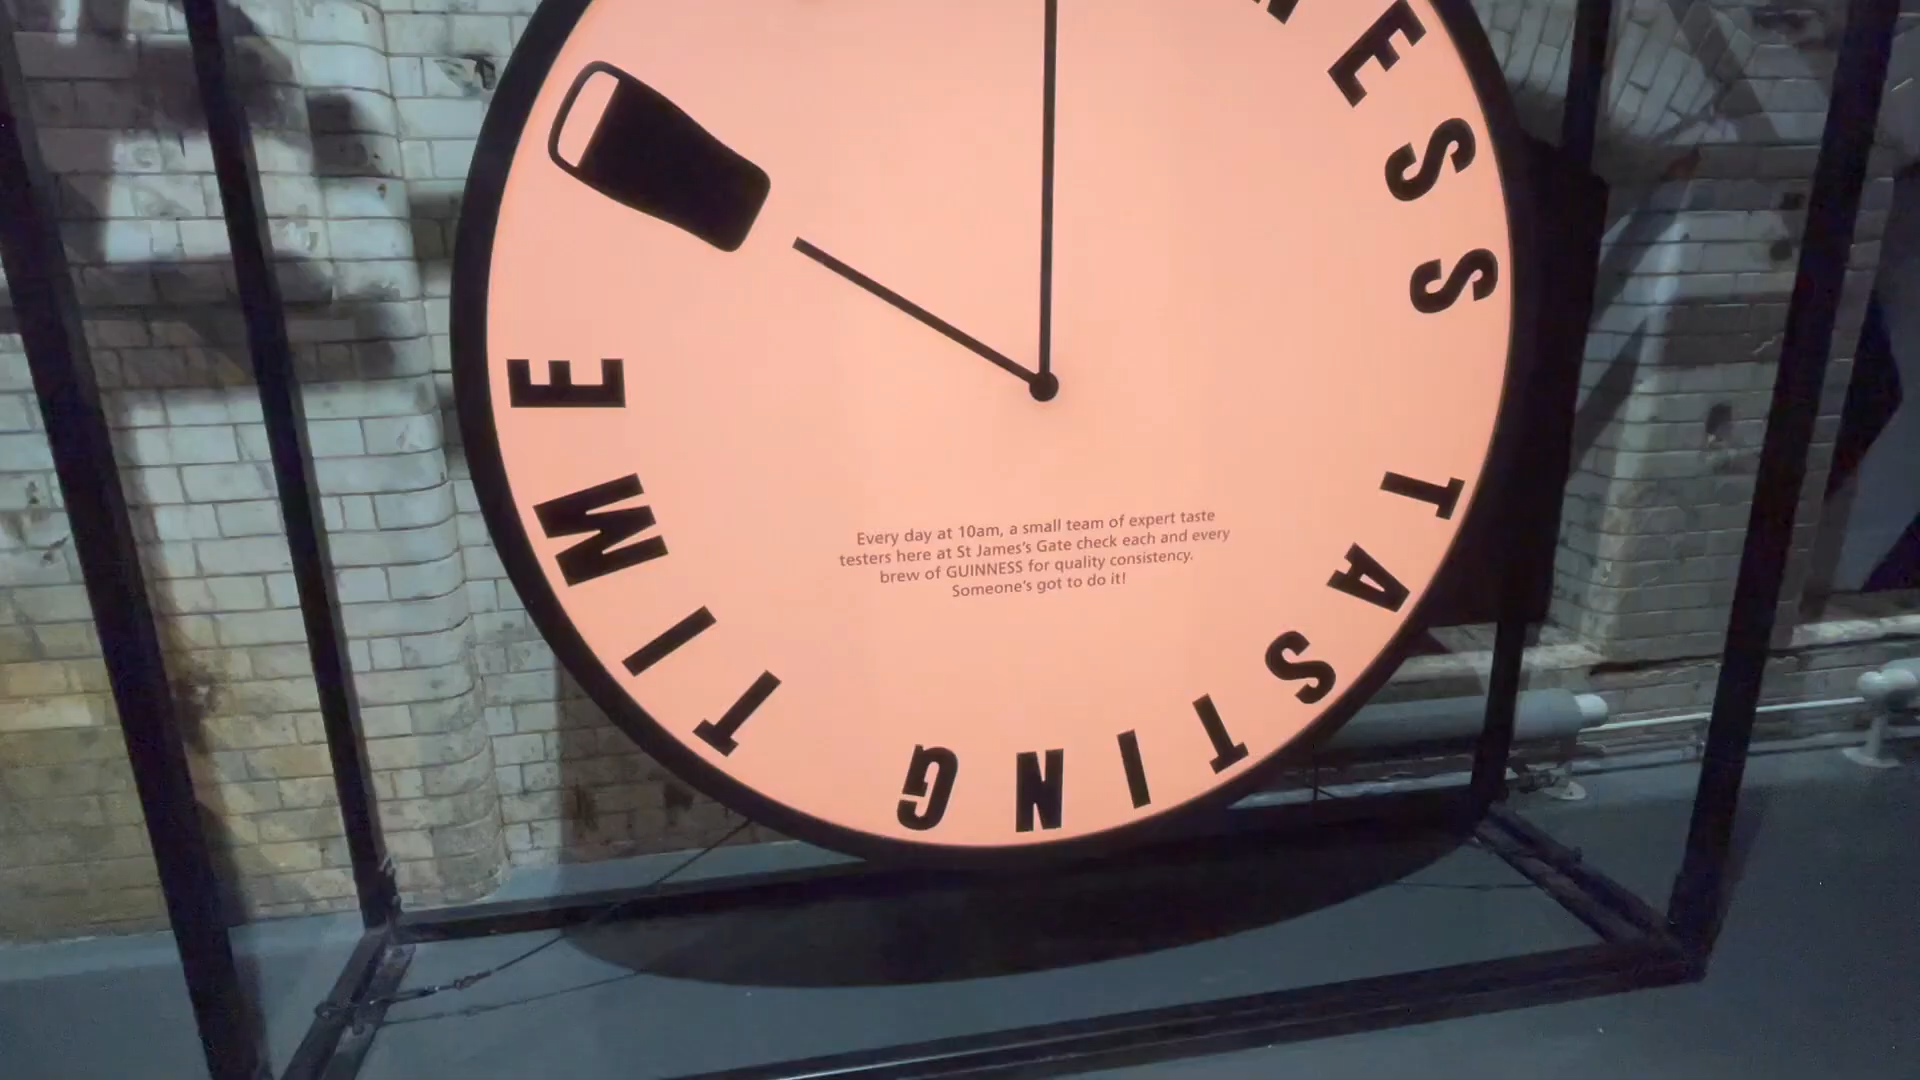 NESS TASTING TIME
Every day at 10am, a small team of expert taste
testers here at St James's Gate check each and every
brew of GUINNESS for quality consistency.
Someone's got to do it!